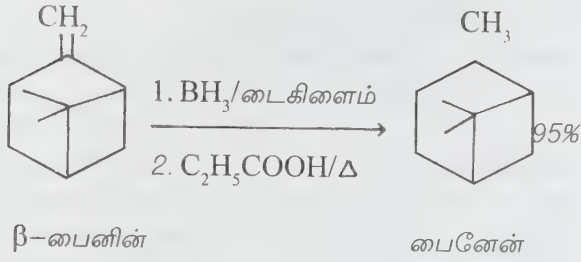 CH₂
CH₃
1. BH₃/டைகிளைம்
95%
2. C₂H₅COOH/Δ
β–பைனின்
பைனேன்